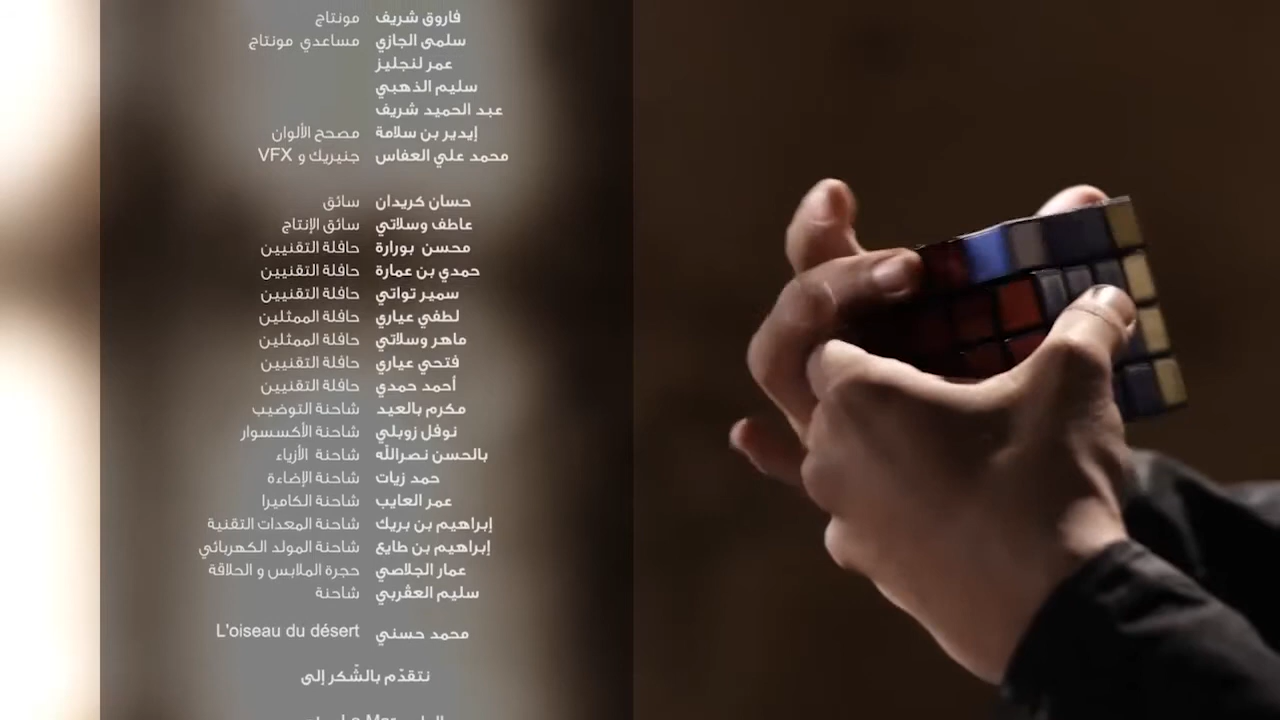 فاروق شريف مونتاج
سلمى الجازي مساعدي مونتاج
عمر لنجليز
سليم الذهبي
عبد الحميد شريف
إيدير بن سلامة مصحح الألوان
محمد علي العفاس جنيريك و VFX
حسان كريدان سائق
عاطف وسلاتي سائق الإنتاج
محسن بورارة حافلة التقنيين
حمدي بن عمارة حافلة التقنيين
سمير تواتي حافلة التقنيين
لطفي عياري حافلة الممثلين
ماهر وسلاتي حافلة الممثلين
فتحي عياري حافلة التقنيين
أحمد حمدي حافلة التقنيين
مكرم بالعيد شاحنة التوضيب
نوفل زوبلي شاحنة الأكسسوار
بالحسن نصرالله شاحنة الأزياء
حمد زيات شاحنة الإضاءة
عمر العايب شاحنة الكاميرا
إبراهيم بن بريك شاحنة المعدات التقنية
إبراهيم بن طايع شاحنة المولد الكهربائي
عمار الجلاصي حجرة الملابس و الحلاقة
سليم العڤربي شاحنة
محمد حسني L'oiseau du désert
نتقدّم بالشّكر إلى